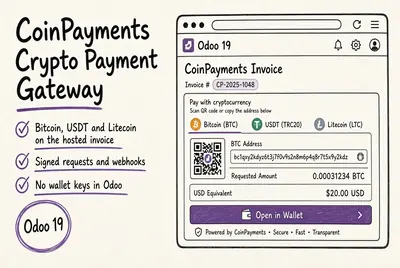 CoinPayments
Crypto Payment
Gateway
Bitcoin, USDT and Litecoin
on the hosted invoice
Signed requests and webhooks
No wallet keys in Odoo
Odoo 19
Odoo 19
CoinPayments Invoice
Invoice # CP-2025-1048
Pay with cryptocurrency
Scan QR code or copy the address below
Bitcoin (BTC) USDT (TRC20) Litecoin (LTC)
BTC Address
Requested Amount 0.00031234 BTC
USD Equivalent $20.00 USD
Open in Wallet
Powered by CoinPayments • Secure • Fast • Transparent